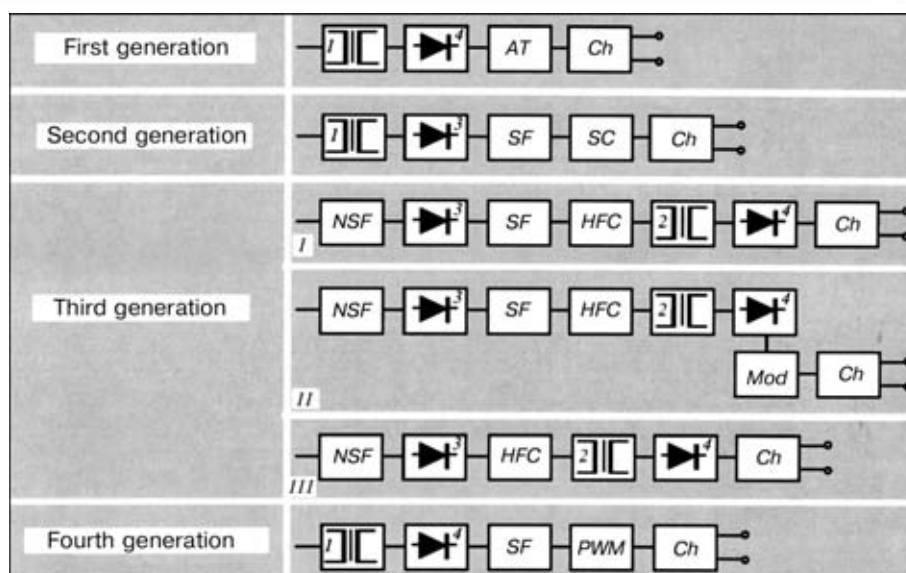 First generation 1 4 AT Ch
Second generation 1 3 SF SC Ch
NSF 3 SF HFC 2 4 Ch
I
Third generation NSF 3 SF HFC 2 4
Mod Ch
II
NSF 3 HFC 2 4 Ch
III
Fourth generation 1 4 SF PWM Ch